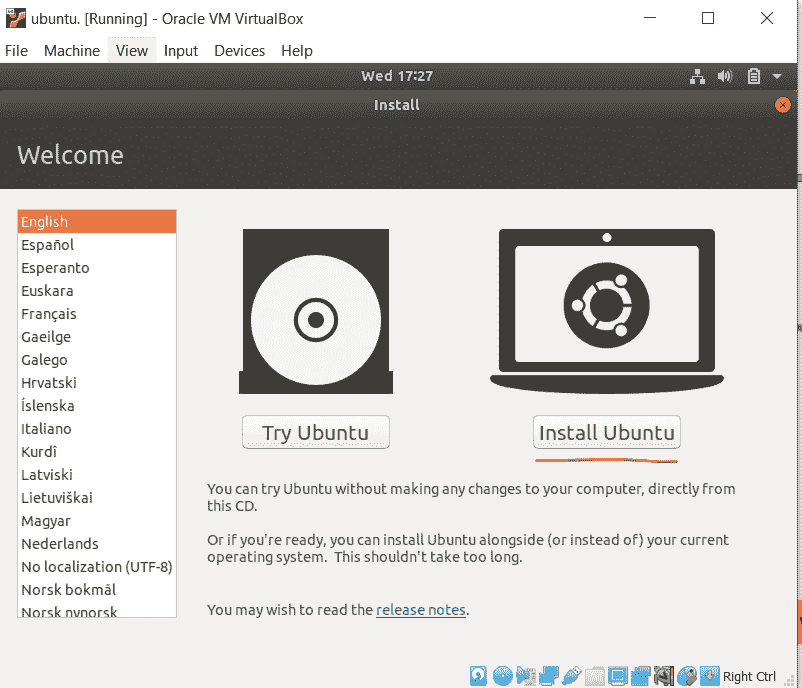 ubuntu. [Running] - Oracle VM VirtualBox
File Machine View Input Devices Help
Wed 17:27
Install
Welcome
English
Español
Esperanto
Euskara
Français
Gaeilge
Galego
Hrvatski
Íslenska
Italiano
Kurdî
Latviski
Lietuviškai
Magyar
Nederlands
No localization (UTF-8)
Norsk bokmål
Norsk nynorsk
Try Ubuntu
Install Ubuntu
You can try Ubuntu without making any changes to your computer, directly from
this CD.
Or if you're ready, you can install Ubuntu alongside (or instead of) your current
operating system. This shouldn't take too long.
You may wish to read the release notes.
Right Ctrl